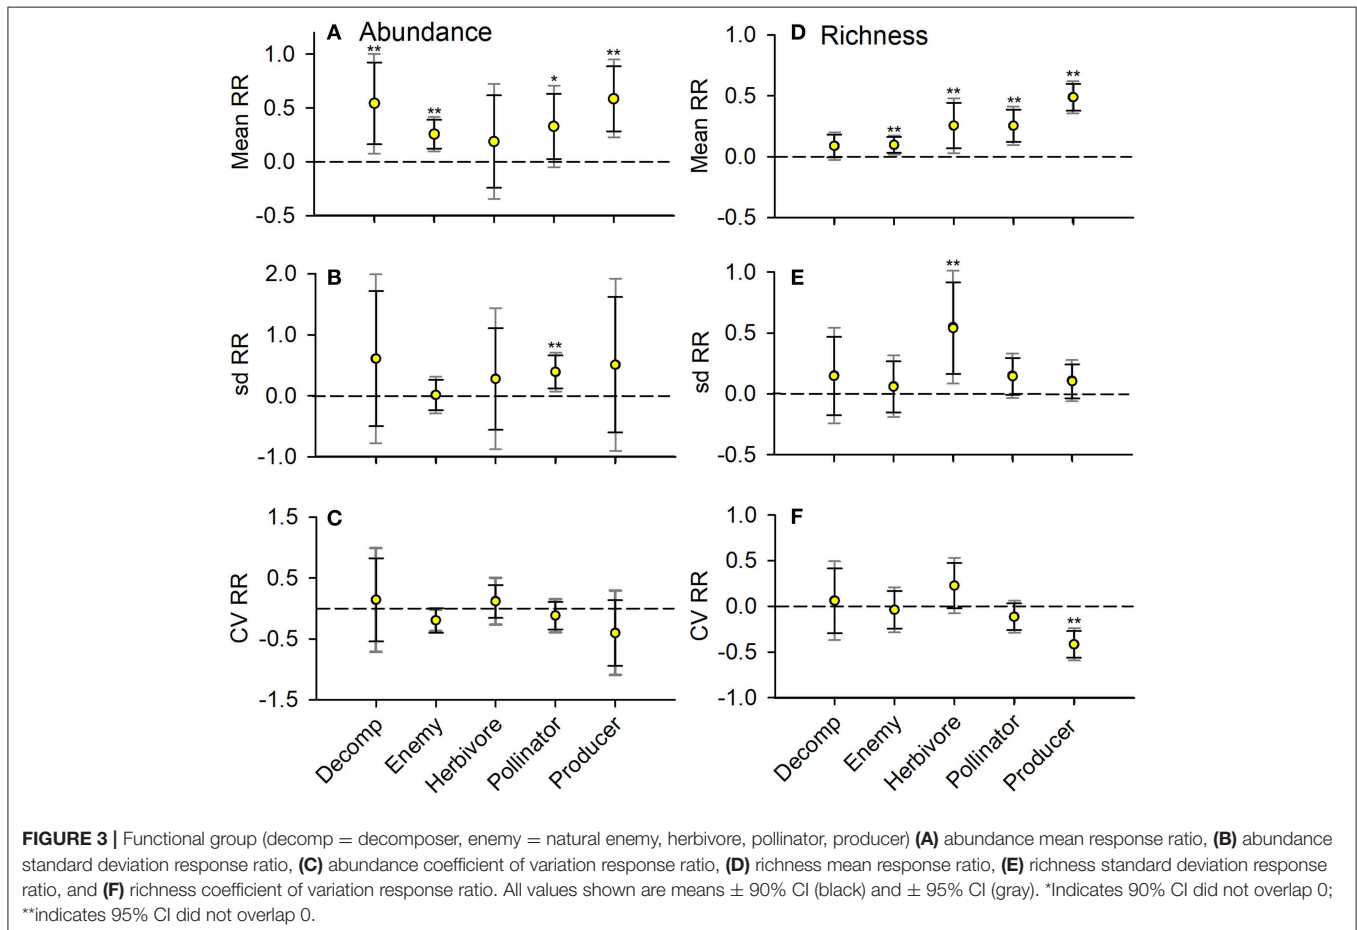 A Abundance
1.0
0.5
0.0
-0.5
Mean RR
**
**
*
**
D Richness
1.0
0.5
0.0
-0.5
Mean RR
**
**
**
**
B
2.0
1.0
0.0
-1.0
sd RR
**
E
1.0
0.5
0.0
-0.5
sd RR
**
C
1.5
0.5
-0.5
-1.5
CV RR
Decomp
Enemy
Herbivore
Pollinator
Producer
F
1.0
0.5
0.0
-0.5
-1.0
CV RR
**
Decomp
Enemy
Herbivore
Pollinator
Producer
FIGURE 3 | Functional group (decomp = decomposer, enemy = natural enemy, herbivore, pollinator, producer) (A) abundance mean response ratio, (B) abundance
standard deviation response ratio, (C) abundance coefficient of variation response ratio, (D) richness mean response ratio, (E) richness standard deviation response
ratio, and (F) richness coefficient of variation response ratio. All values shown are means ± 90% CI (black) and ± 95% CI (gray). *Indicates 90% CI did not overlap 0;
**indicates 95% CI did not overlap 0.